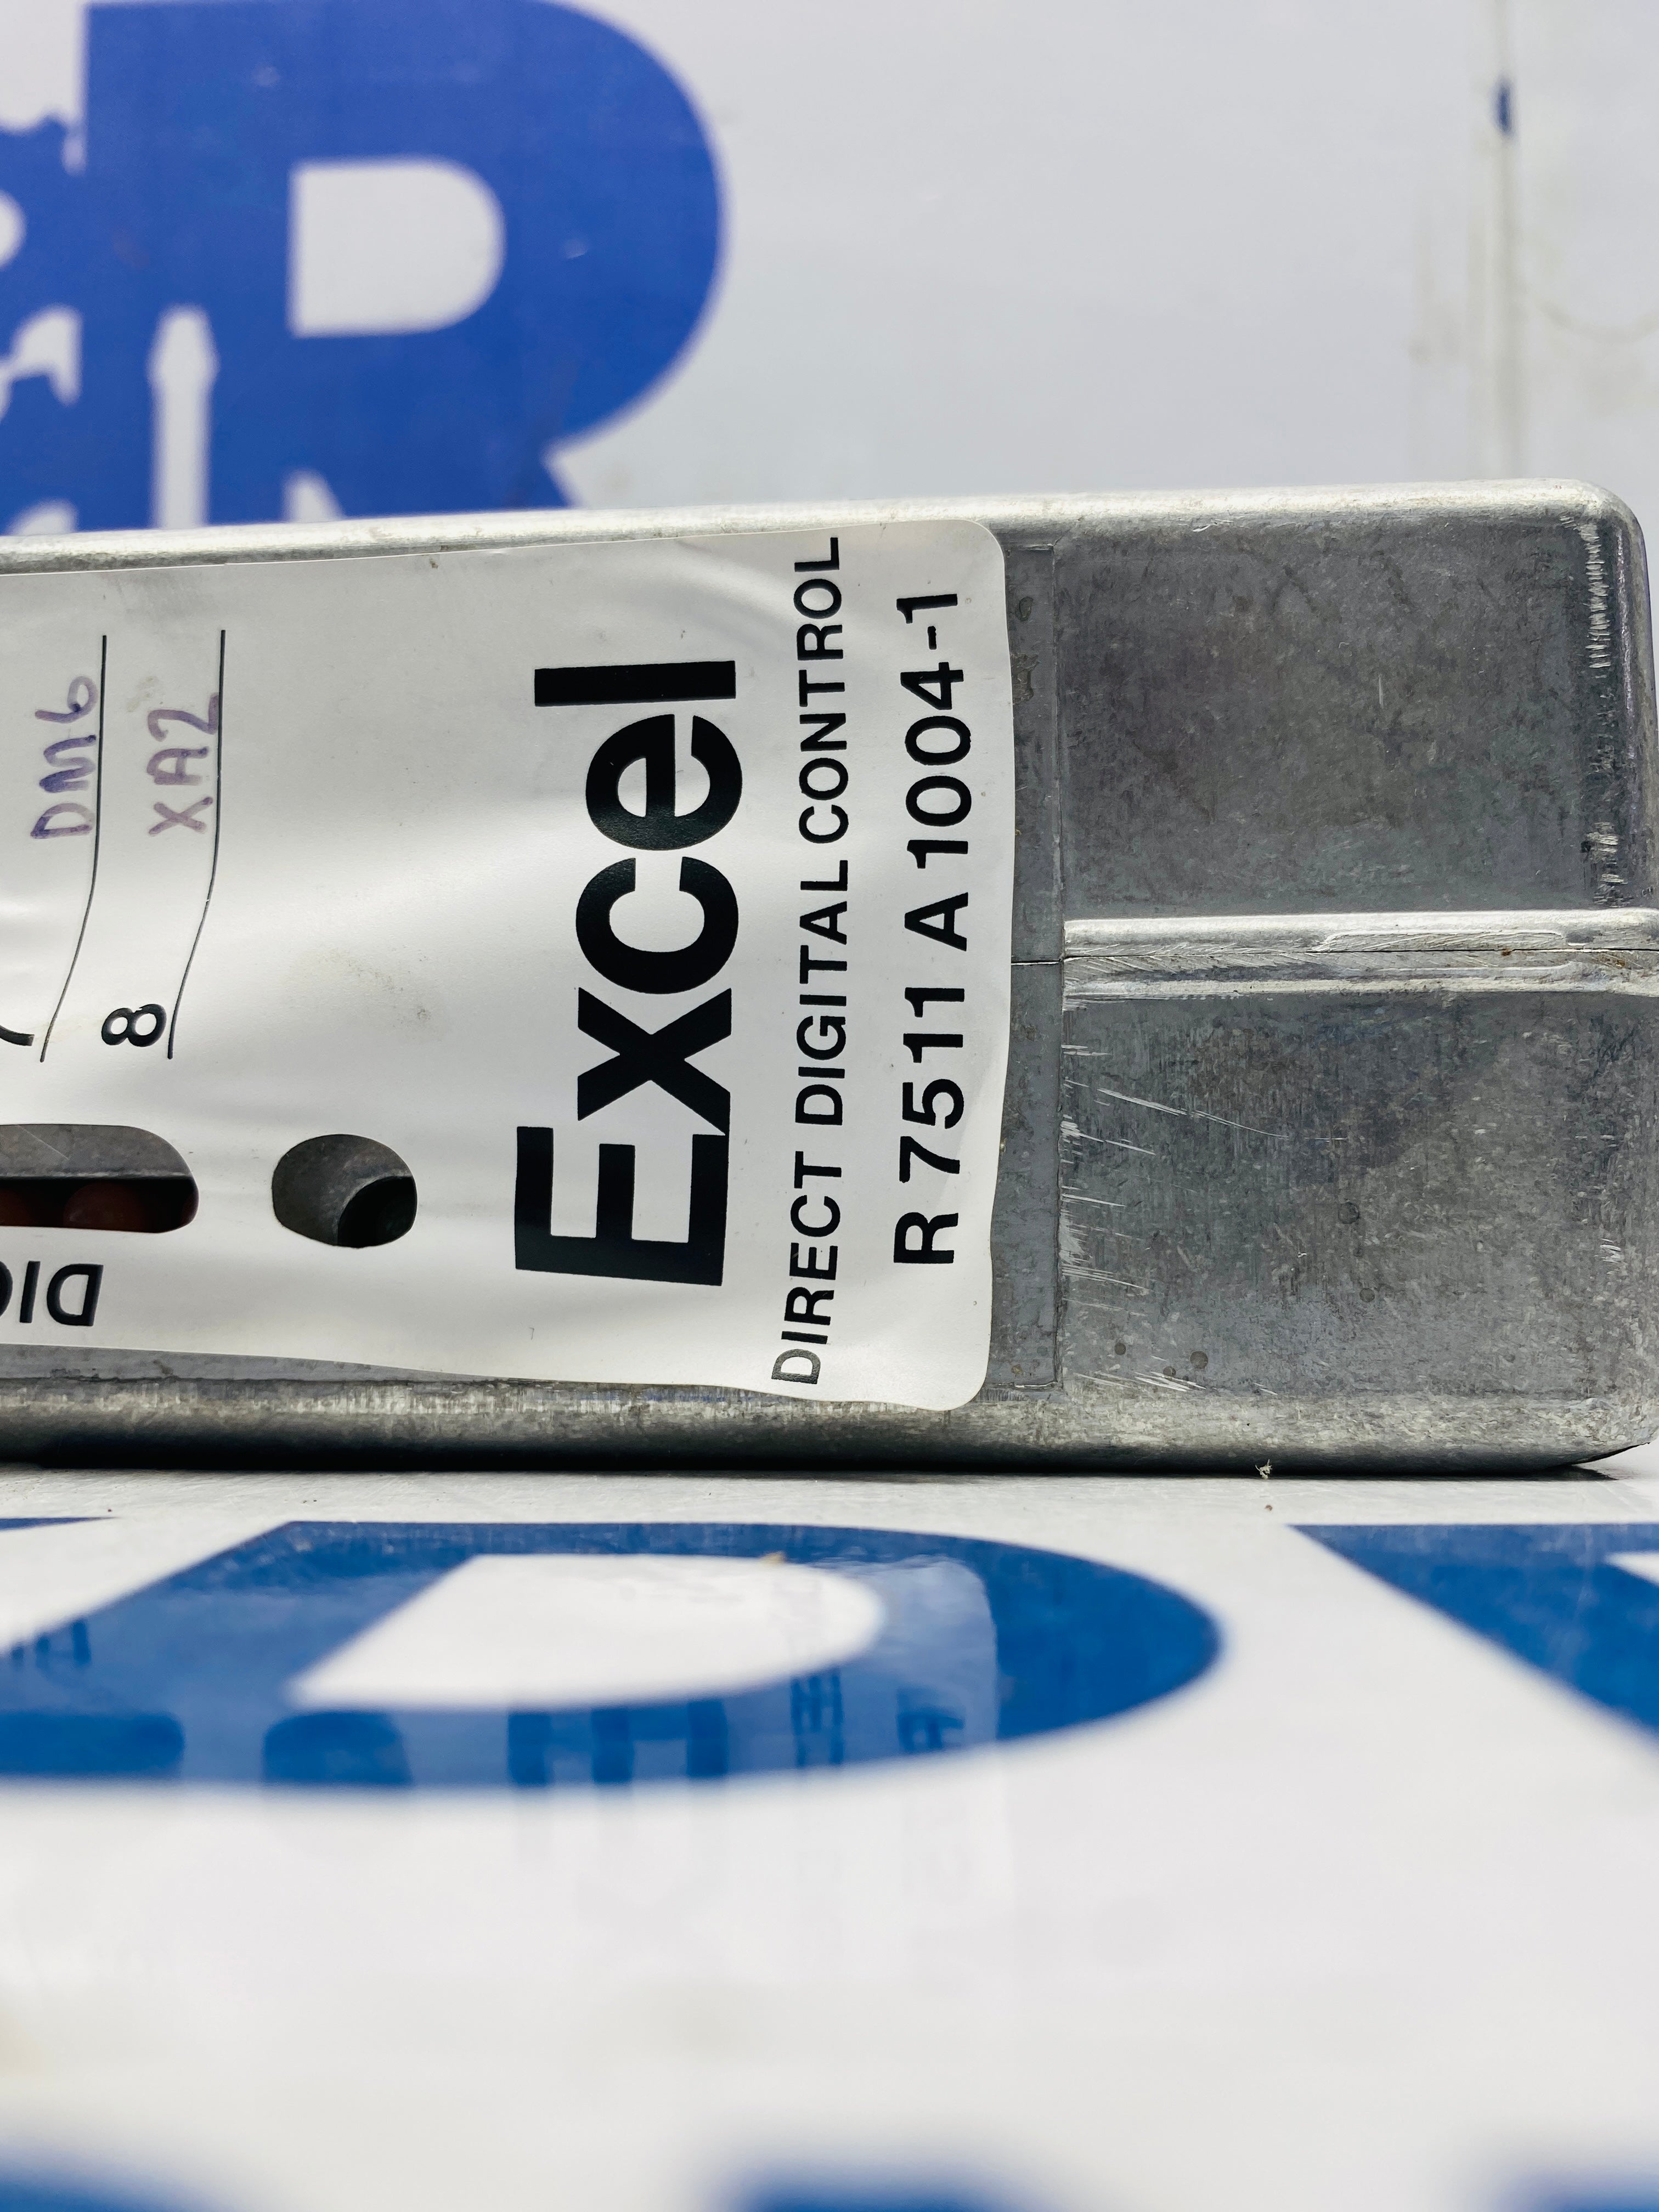 DM6
8 XA2
Excel
DIRECT DIGITAL CONTROL
R 7511 A 1004-1
R